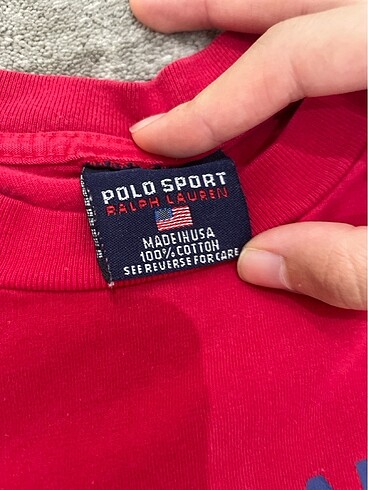 POLO SPORT
RALPH LAUREN
MADE IN USA
100% COTTON
SEE REVERSE FOR CARE